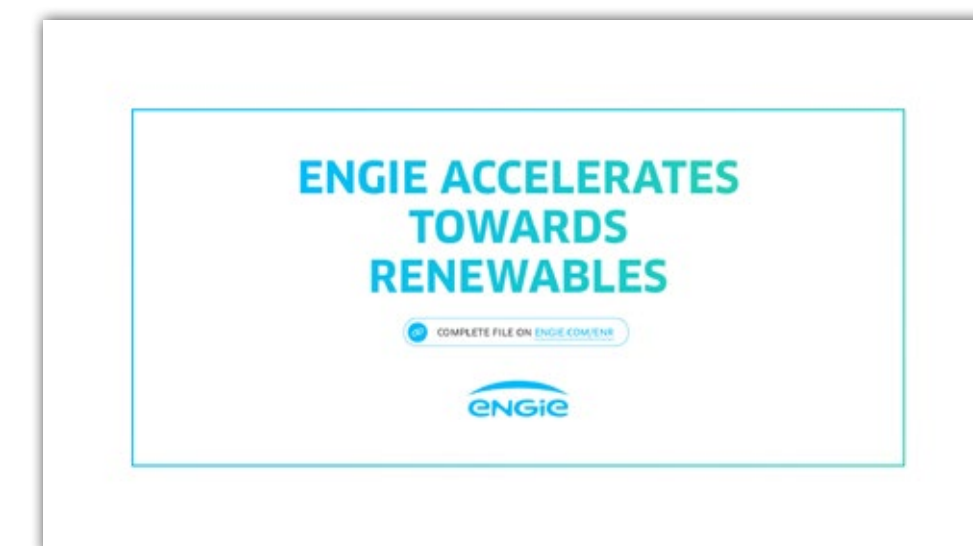 ENGIE ACCELERATES
TOWARDS
RENEWABLES
COMPLETE FILE ON ENGIE.COM/ENR
ENGIE